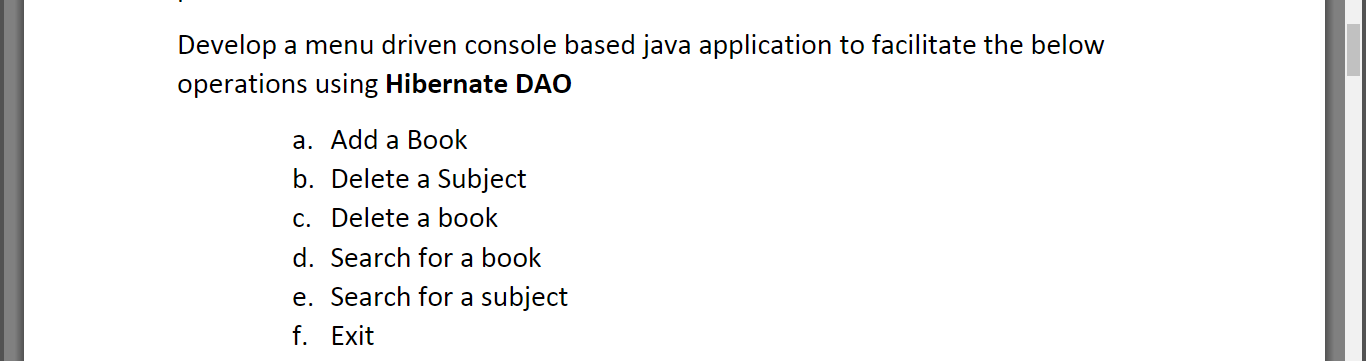 Develop a menu driven console based java application to facilitate the below
operations using Hibernate DAO
a. Add a Book
b. Delete a Subject
c. Delete a book
d. Search for a book
e. Search for a subject
f. Exit